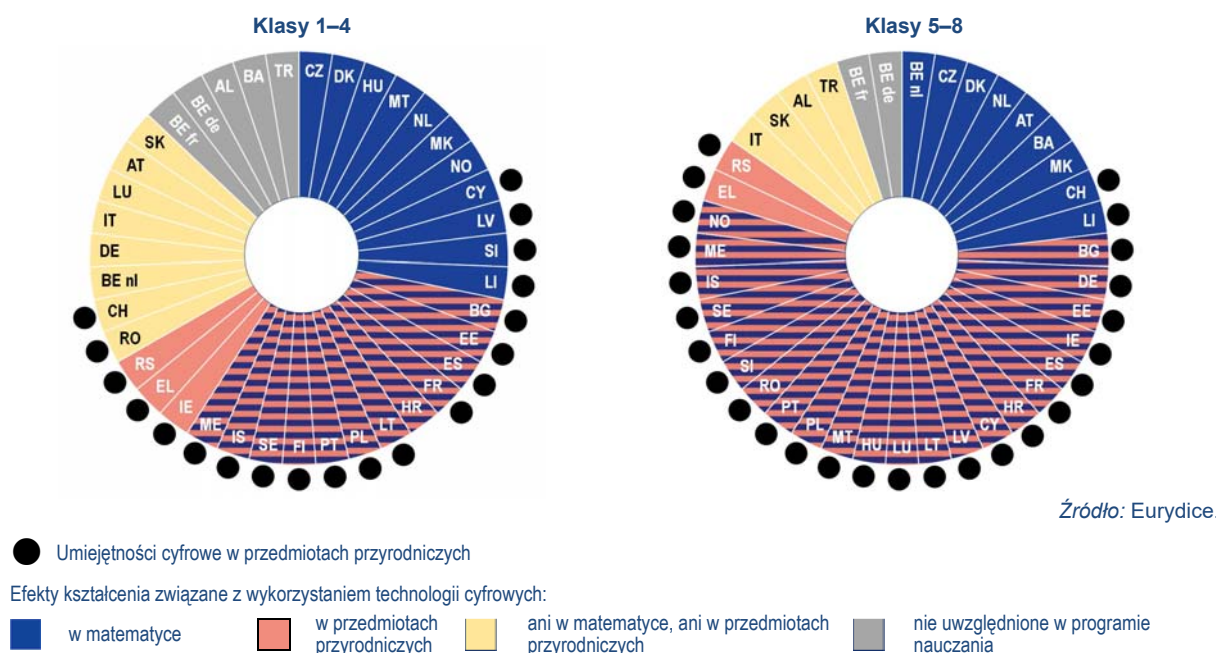 Klasy 1–4
CZ
DK
HU
MT
NL
MK
NO
CY
LV
SI
LI
BG
EE
ES
FR
HR
LT
PL
PT
FI
SE
IS
ME
IE
EL
RS
RO
CH
BE nl
DE
IT
LU
AT
SK
BE fr
BE de
AL
BA
TR
Klasy 5–8
BE nl
CZ
DK
NL
AT
BA
MK
CH
LI
BG
DE
EE
IE
ES
FR
HR
CY
LV
LT
LU
HU
MT
PL
PT
RO
SI
FI
SE
IS
ME
NO
EL
RS
IT
SK
AL
TR
BE fr
BE de
Źródło: Eurydice.
Umiejętności cyfrowe w przedmiotach przyrodniczych
Efekty kształcenia związane z wykorzystaniem technologii cyfrowych:
w matematyce
w przedmiotach
przyrodniczych
ani w matematyce, ani w przedmiotach
przyrodniczych
nie uwzględnione w programie
nauczania